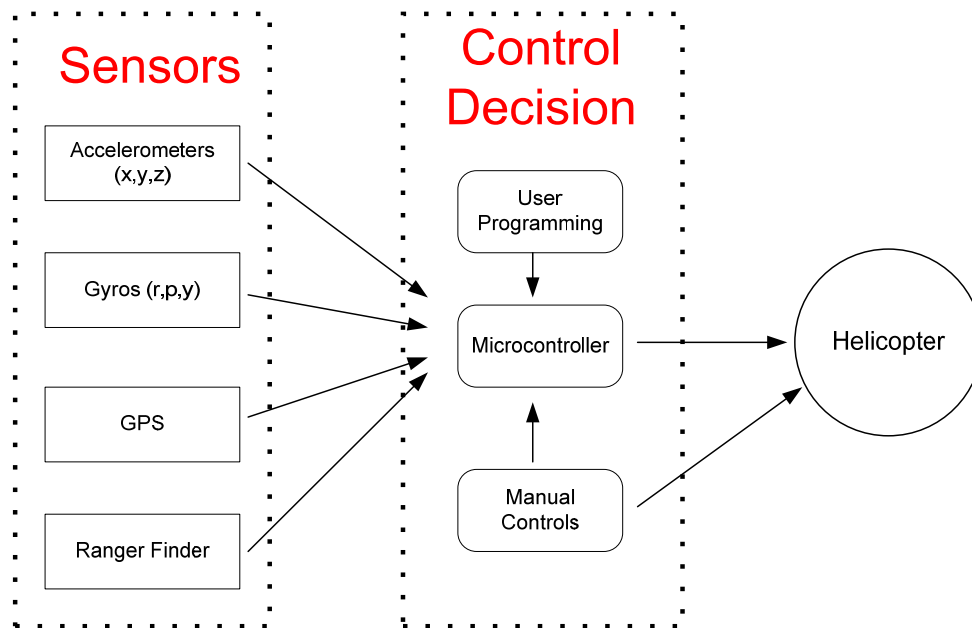 Sensors
Accelerometers
(x,y,z)
Gyros (r,p,y)
GPS
Ranger Finder
Control
Decision
User
Programming
Microcontroller
Manual
Controls
Helicopter